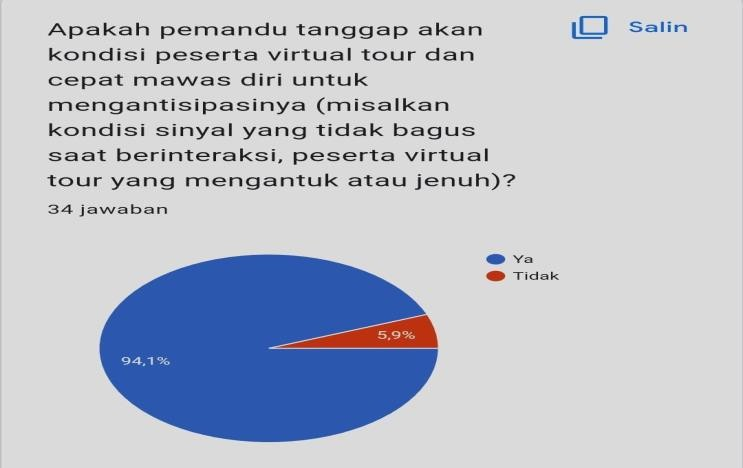 Apakah pemandu tanggap akan
kondisi peserta virtual tour dan
cepat mawas diri untuk
mengantisipasinya (misalkan
kondisi sinyal yang tidak bagus
saat berinteraksi, peserta virtual
tour yang mengantuk atau jenuh)?
Salin
34 jawaban
Ya
Tidak
5,9%
94,1%